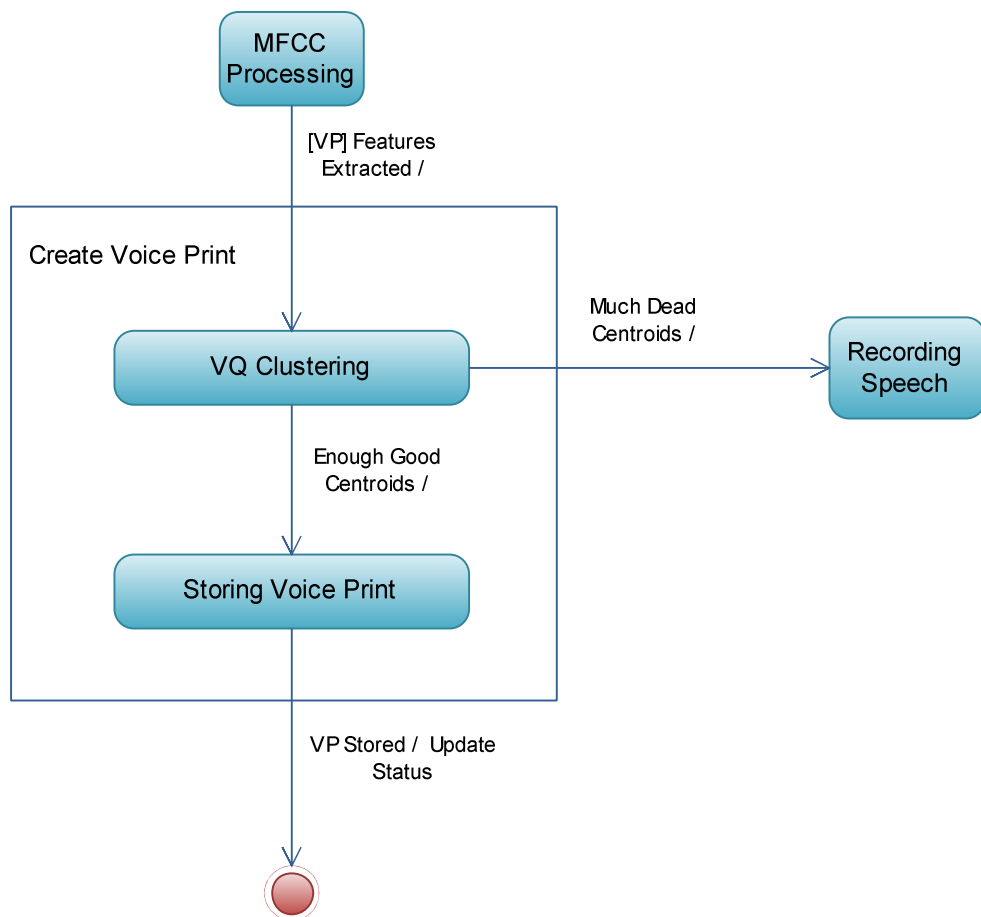 MFCC
Processing
[VP] Features
Extracted /
Create Voice Print
Much Dead
Centroids /
VQ Clustering
Recording
Speech
Enough Good
Centroids /
Storing Voice Print
VP Stored / Update
Status